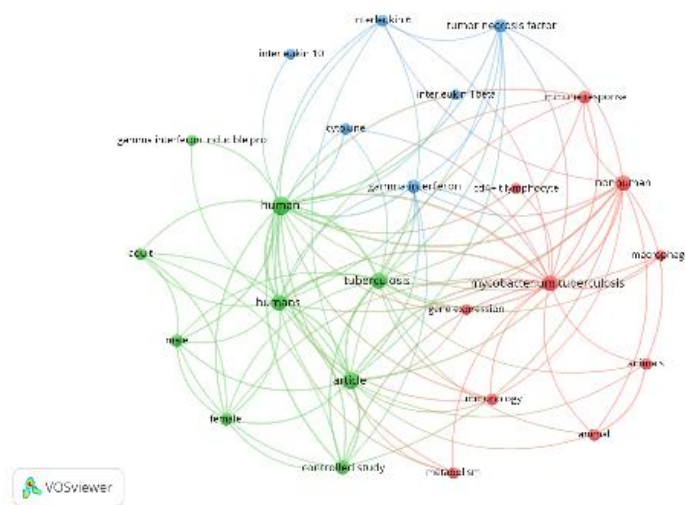 interleukin 6
tumor necrosis factor
interleukin 10
interleukin 1beta
immune response
cytokine
gamma interferon inducible pro
gamma interferon
cd4+ t lymphocyte
nonhuman
human
adult
macrophage
tuberculosis
mycobacterium tuberculosis
humans
gene expression
male
animals
article
immunology
female
animal
controlled study
metabolism
VOSviewer